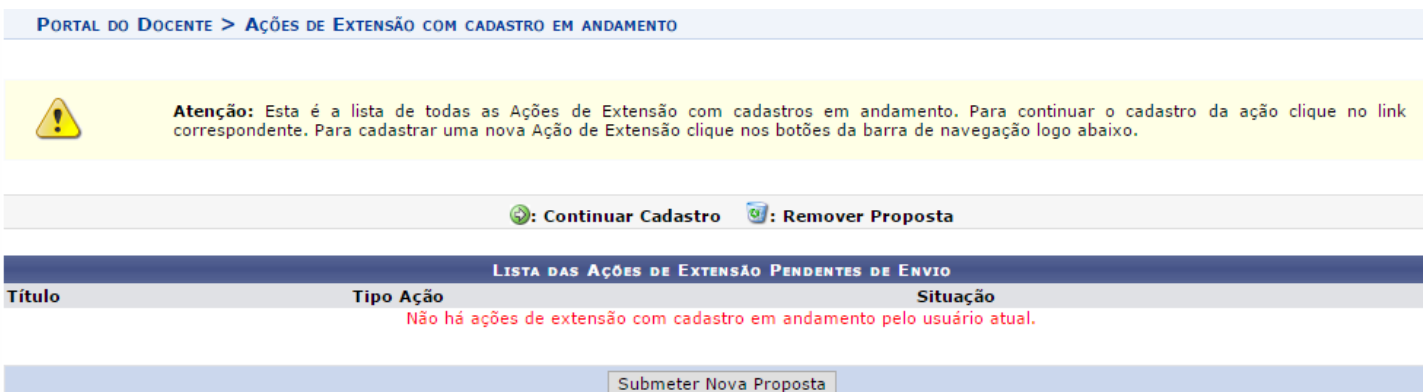 Portal do Docente > Ações de Extensão com cadastro em andamento
Atenção: Esta é a lista de todas as Ações de Extensão com cadastros em andamento. Para continuar o cadastro da ação clique no link
correspondente. Para cadastrar uma nova Ação de Extensão clique nos botões da barra de navegação logo abaixo.
: Continuar Cadastro : Remover Proposta
Lista das Ações de Extensão Pendentes de Envio
Título Tipo Ação Situação
Não há ações de extensão com cadastro em andamento pelo usuário atual.
Submeter Nova Proposta